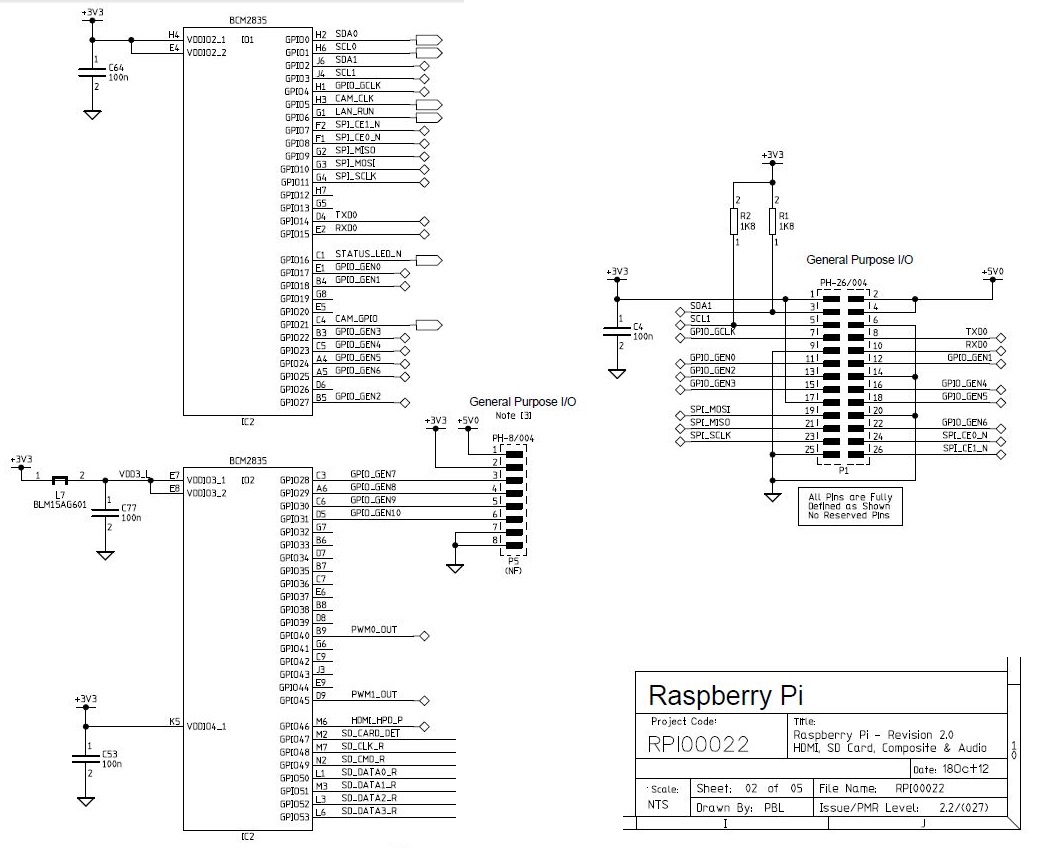 +3V3
BCM2835
H4 VDDIO2_1 IO1
E4 VDDIO2_2
1
C64
100n
2
GPIO0 H2 SDA0
GPIO1 H6 SCL0
GPIO2 J6 SDA1
GPIO3 J4 SCL1
GPIO4 H1 GPIO_GCLK
GPIO5 H3 CAM_CLK
GPIO6 G1 LAN_RUN
GPIO7 F2 SPI_CE1_N
GPIO8 F1 SPI_CE0_N
GPIO9 G2 SPI_MISO
GPIO10 G3 SPI_MOSI
GPIO11 G4 SPI_SCLK
GPIO12 H7
GPIO13 G5
GPIO14 D4 TXD0
GPIO15 E2 RXD0
GPIO16 C1 STATUS_LED_N
GPIO17 E1 GPIO_GEN0
GPIO18 B4 GPIO_GEN1
GPIO19 G8
GPIO20 E5
GPIO21 C4 CAM_GPIO
GPIO22 B3 GPIO_GEN3
GPIO23 C5 GPIO_GEN4
GPIO24 A4 GPIO_GEN5
GPIO25 A5 GPIO_GEN6
GPIO26 D6
GPIO27 B5 GPIO_GEN2
IC2
+3V3
1 2
L7
BLM15AG601
VDD3_L
1
C77
100n
2
BCM2835
E7 VDDIO3_1 IO2
E8 VDDIO3_2
GPIO28 C3 GPIO_GEN7
GPIO29 A6 GPIO_GEN8
GPIO30 C6 GPIO_GEN9
GPIO31 D5 GPIO_GEN10
GPIO32 G7
GPIO33 B6
GPIO34 D7
GPIO35 B7
GPIO36 C7
GPIO37 E6
GPIO38 B8
GPIO39 D8
GPIO40 B9 PWM0_OUT
GPIO41 G6
GPIO42 C9
GPIO43 J3
GPIO44 E9
GPIO45 D9 PWM1_OUT
+3V3
K5 VDDIO4_1
1
C53
100n
2
GPIO46 M6 HDMI_HPD_P
GPIO47 M2 SD_CARD_DET
GPIO48 M7 SD_CLK_R
GPIO49 N2 SD_CMD_R
GPIO50 L1 SD_DATA0_R
GPIO51 M3 SD_DATA1_R
GPIO52 L3 SD_DATA2_R
GPIO53 L6 SD_DATA3_R
IC2
General Purpose I/O
Note [3]
+3V3 +5V0
PH-8/004
1
2
3
4
5
6
7
8
P5
(NF)
+3V3
2 2
R2 R1
1K8 1K8
1 1
General Purpose I/O
+3V3
+5V0
PH-26/004
1
C4
100n
2
1 2
SDA1 3 4
SCL1 5 6
GPIO_GCLK 7 8 TXD0
9 10 RXD0
GPIO_GEN0 11 12 GPIO_GEN1
GPIO_GEN2 13 14
GPIO_GEN3 15 16 GPIO_GEN4
17 18 GPIO_GEN5
SPI_MOSI 19 20
SPI_MISO 21 22 GPIO_GEN6
SPI_SCLK 23 24 SPI_CE0_N
25 26 SPI_CE1_N
P1
All Pins are Fully
Defined as Shown
No Reserved Pins
Raspberry Pi
Project Code:
RPI00022
Title:
Raspberry Pi - Revision 2.0
HDMI, SD Card, Composite & Audio
Date: 18Oct12
Scale:
NTS
Sheet: 02 of 05
File Name: RPI00022
Drawn By: PBL
Issue/PMR Level: 2.2/(027)
10
I J